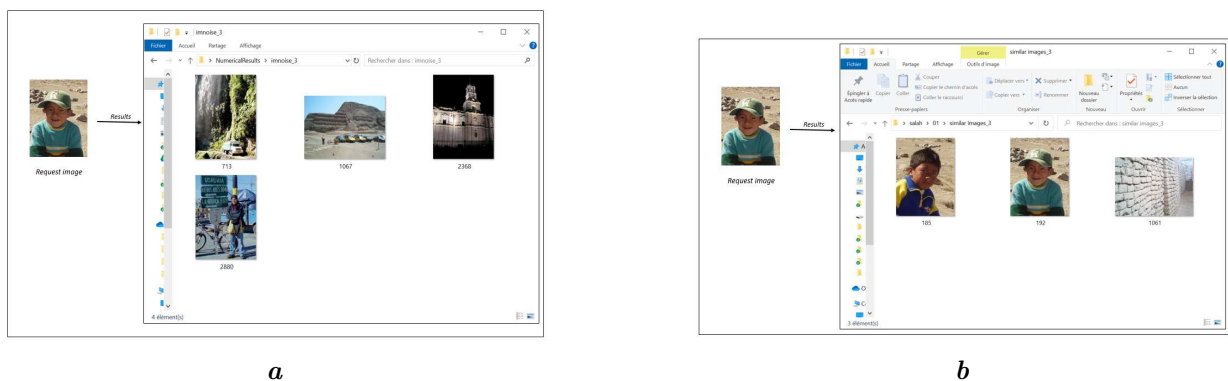 imnoise_3
Fichier Accueil Partage Affichage
NumericalResults > imnoise_3
Rechercher dans : imnoise_3
Request image
Results
713
1067
2368
2880
4 élément(s)
a
Gérer
similar images_3
Fichier Accueil Partage Affichage Outils d'image
Épingler à Accès rapide
Copier
Coller
Couper
Copier le chemin d'accès
Coller le raccourci
Presse-papiers
Déplacer vers
Copier vers
Supprimer
Renommer
Organiser
Nouveau dossier
Nouveau
Propriétés
Ouvrir
Sélectionner tout
Aucun
Inverser la sélection
Sélectionner
salah > 01 > similar images_3
Rechercher dans : similar images_3
Request image
Results
185
192
1061
3 élément(s)
b